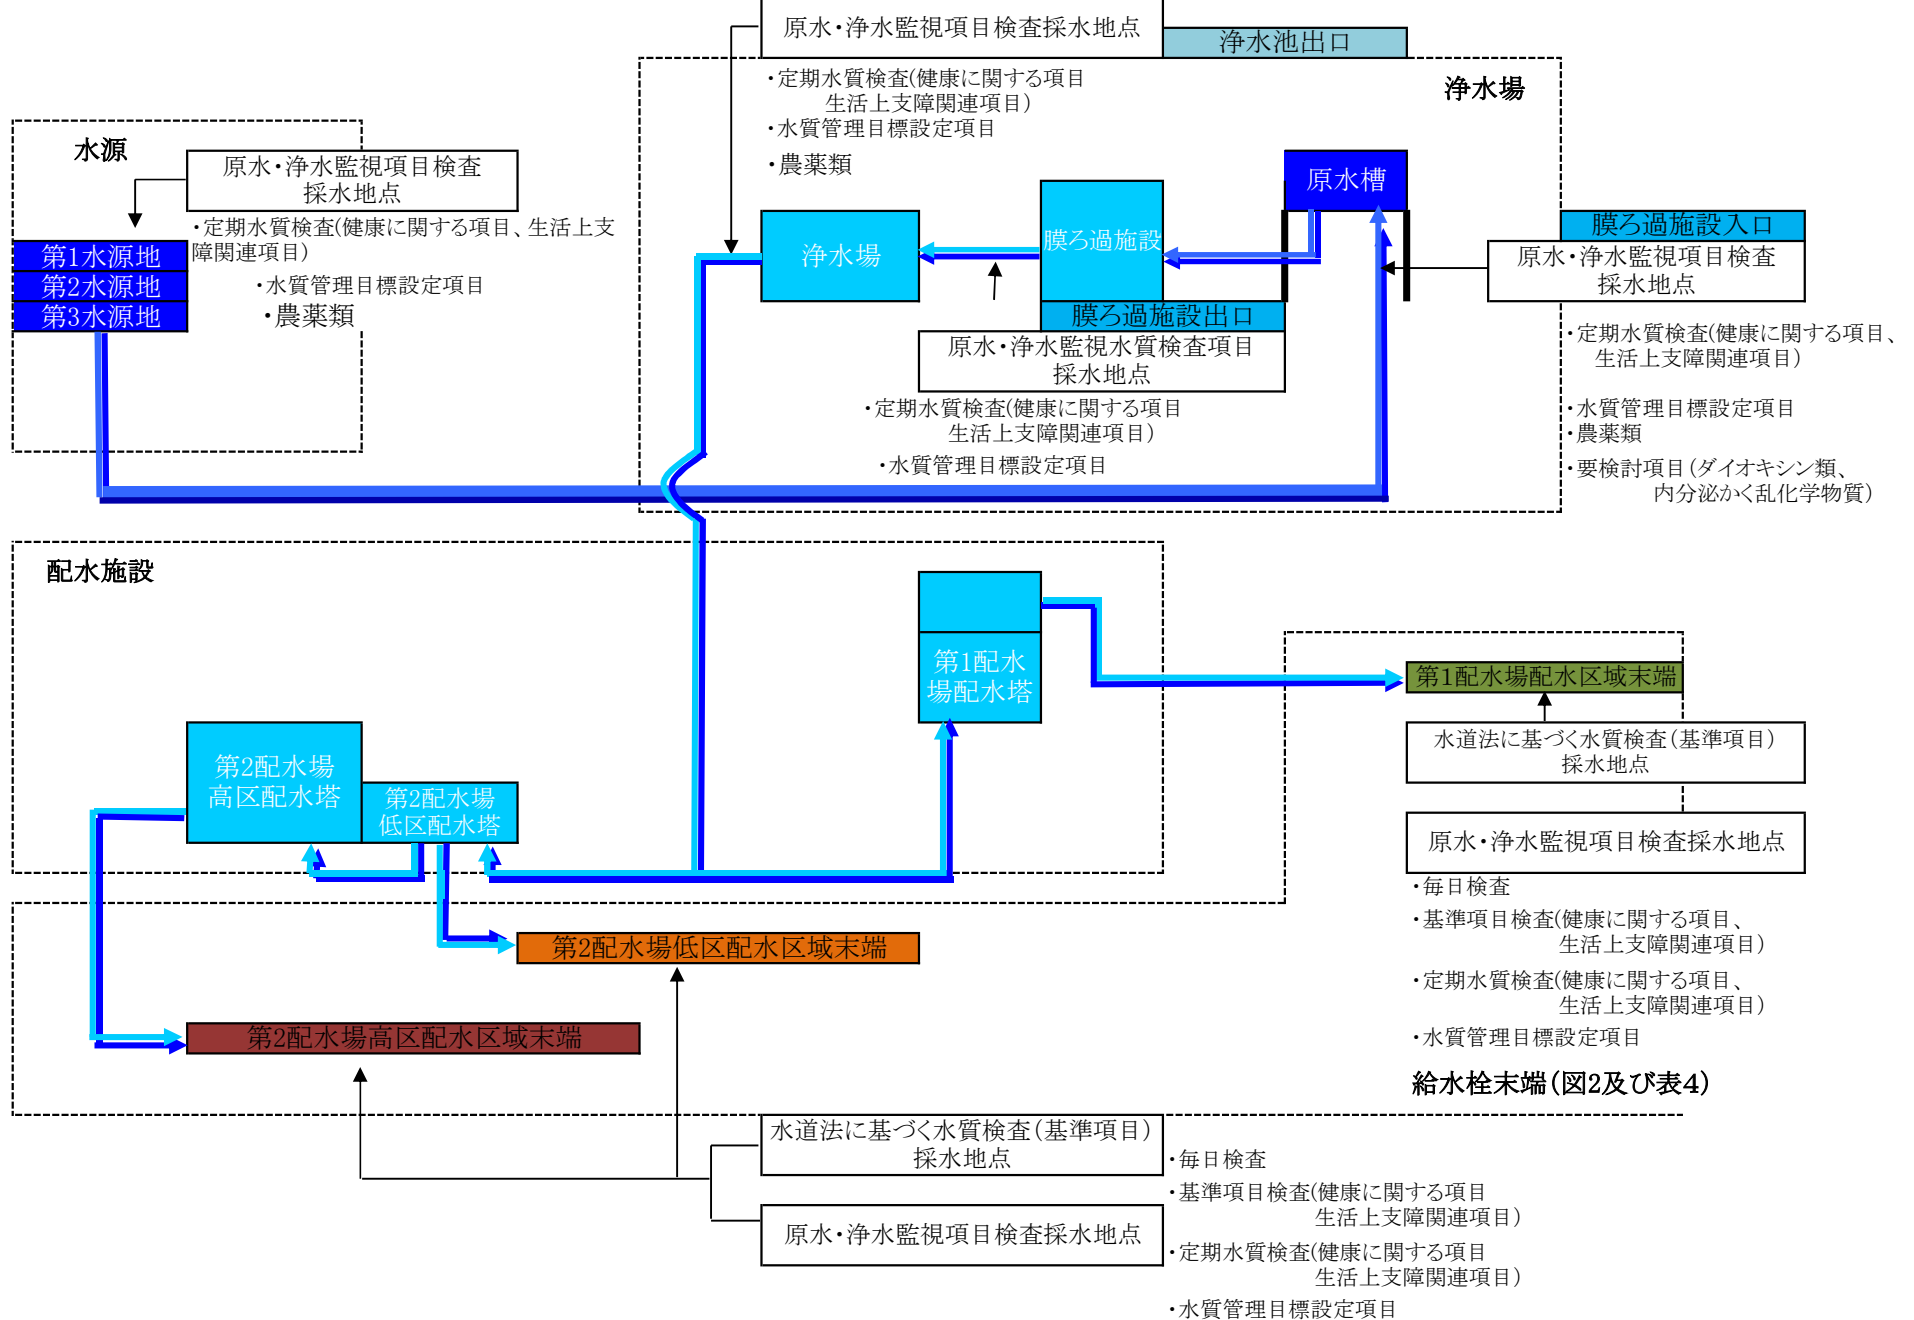 原水・浄水監視項目検査採水地点
浄水池出口
・定期水質検査(健康に関する項目
生活上支障関連項目)
・水質管理目標設定項目
・農薬類
浄水場
水源
原水・浄水監視項目検査
採水地点
・定期水質検査(健康に関する項目、生活上支
障関連項目)
・水質管理目標設定項目
・農薬類
第1水源地
第2水源地
第3水源地
浄水場
膜ろ過施設
原水槽
膜ろ過施設出口
原水・浄水監視水質検査項目
採水地点
・定期水質検査(健康に関する項目
生活上支障関連項目)
・水質管理目標設定項目
膜ろ過施設入口
原水・浄水監視項目検査
採水地点
・定期水質検査(健康に関する項目、
生活上支障関連項目)
・水質管理目標設定項目
・農薬類
・要検討項目(ダイオキシン類、
内分泌かく乱化学物質)
配水施設
第1配水
場配水塔
第2配水場
高区配水塔
第2配水場
低区配水塔
第1配水場配水区域末端
水道法に基づく水質検査(基準項目)
採水地点
原水・浄水監視項目検査採水地点
・毎日検査
・基準項目検査(健康に関する項目、
生活上支障関連項目)
・定期水質検査(健康に関する項目、
生活上支障関連項目)
・水質管理目標設定項目
給水栓末端(図2及び表4)
第2配水場低区配水区域末端
第2配水場高区配水区域末端
水道法に基づく水質検査(基準項目)
採水地点
原水・浄水監視項目検査採水地点
・毎日検査
・基準項目検査(健康に関する項目
生活上支障関連項目)
・定期水質検査(健康に関する項目
生活上支障関連項目)
・水質管理目標設定項目